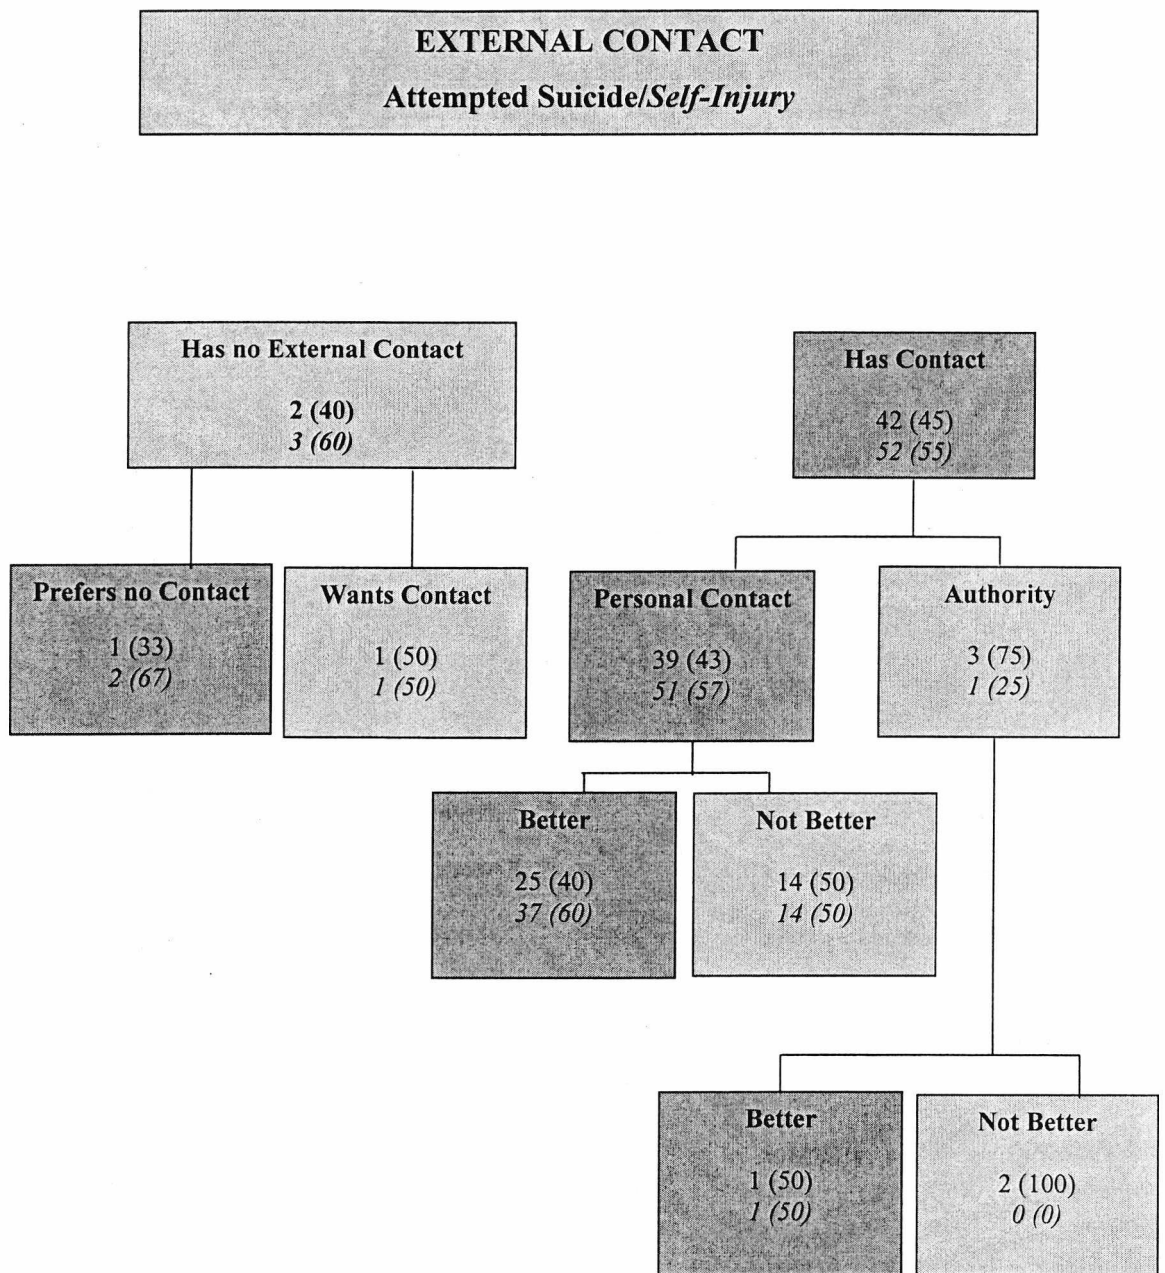 EXTERNAL CONTACT
Attempted Suicide/Self-Injury
Has no External Contact
2 (40)
3 (60)
Has Contact
42 (45)
52 (55)
Prefers no Contact
1 (33)
2 (67)
Wants Contact
1 (50)
1 (50)
Personal Contact
39 (43)
51 (57)
Authority
3 (75)
1 (25)
Better
25 (40)
37 (60)
Not Better
14 (50)
14 (50)
Better
1 (50)
1 (50)
Not Better
2 (100)
0 (0)